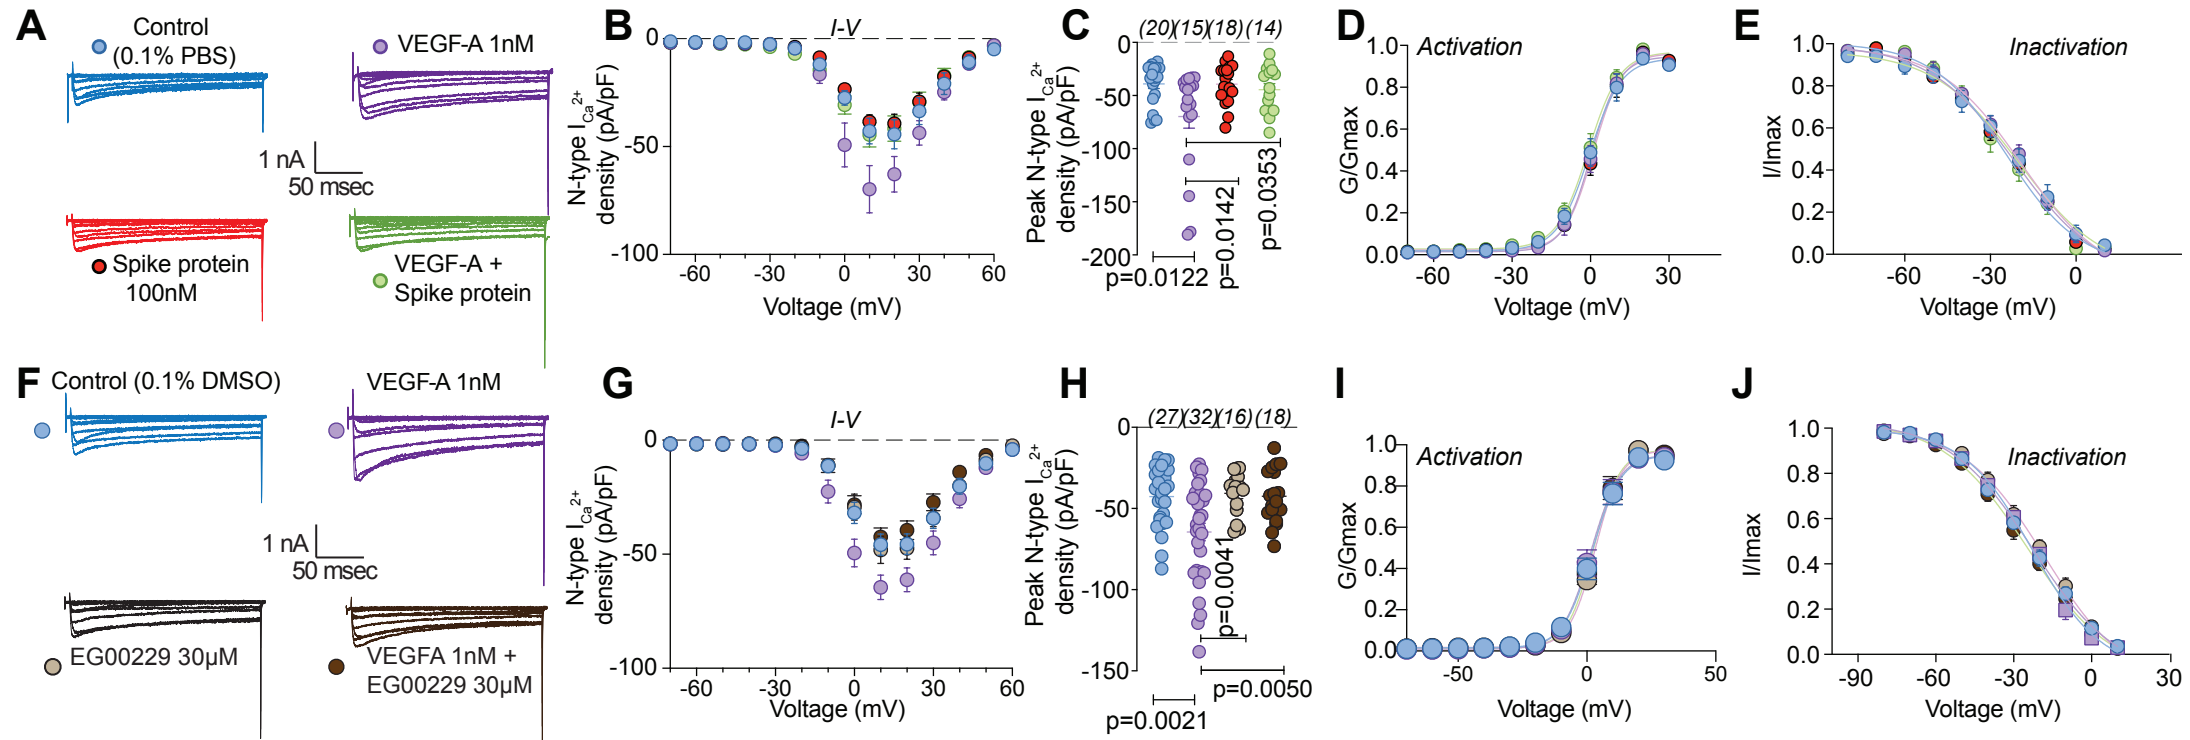 A
Control
(0.1% PBS)
VEGF-A 1nM
1 nA
50 msec
Spike protein
100nM
VEGF-A +
Spike protein
B
I-V
N-type I Ca 2+
density (pA/pF)
0
-50
-100
-60
-30
0
30
60
Voltage (mV)
C
(20)(15)(18) (14)
Peak N-type I Ca 2+
density (pA/pF)
0
-50
-100
-150
-200
p=0.0122
p=0.0142
p=0.0353
D
Activation
G/Gmax
1.0
0.8
0.6
0.4
0.2
0.0
-60
-30
0
30
Voltage (mV)
E
Inactivation
I/Imax
1.0
0.8
0.6
0.4
0.2
0.0
-60
-30
0
Voltage (mV)
F
Control (0.1% DMSO)
VEGF-A 1nM
1 nA
50 msec
EG00229 30µM
VEGFA 1nM +
EG00229 30µM
G
I-V
N-type I Ca 2+
density (pA/pF)
0
-50
-100
-60
-30
0
30
60
Voltage (mV)
H
(27)(32)(16) (18)
Peak N-type I Ca 2+
density (pA/pF)
0
-50
-100
-150
p=0.0041
p=0.0050
p=0.0021
I
Activation
G/Gmax
1.0
0.8
0.6
0.4
0.2
0.0
-50
0
50
Voltage (mV)
J
Inactivation
I/Imax
1.0
0.8
0.6
0.4
0.2
0.0
-90
-60
-30
0
30
Voltage (mV)